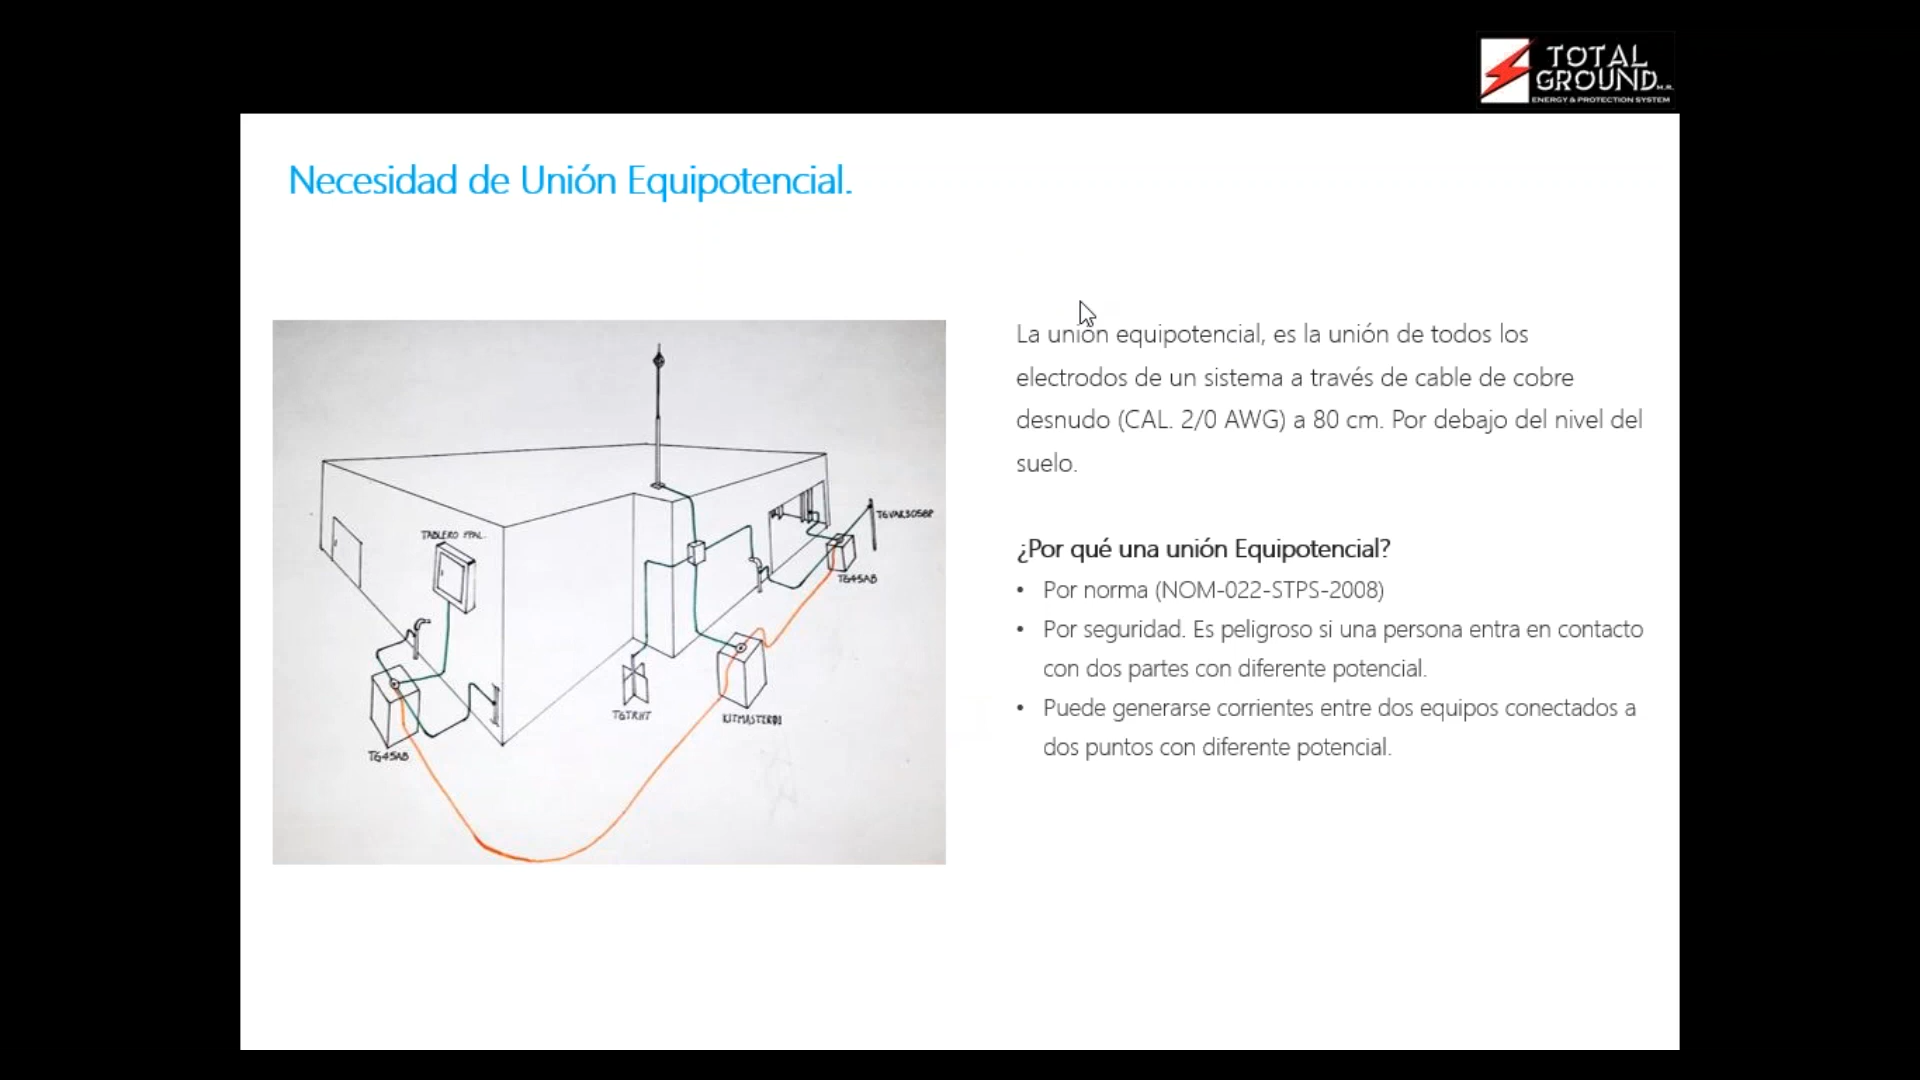 TOTAL
GROUND M.R.
ENERGY & PROTECTION SYSTEM
Necesidad de Unión Equipotencial.
La unión equipotencial, es la unión de todos los
electrodos de un sistema a través de cable de cobre
desnudo (CAL. 2/0 AWG) a 80 cm. Por debajo del nivel del
suelo.
¿Por qué una unión Equipotencial?
• Por norma (NOM-022-STPS-2008)
• Por seguridad. Es peligroso si una persona entra en contacto
con dos partes con diferente potencial.
• Puede generarse corrientes entre dos equipos conectados a
dos puntos con diferente potencial.
TABLERO PPAL.
TG45AB
TGTRHT
KITMASTER01
TG45AB